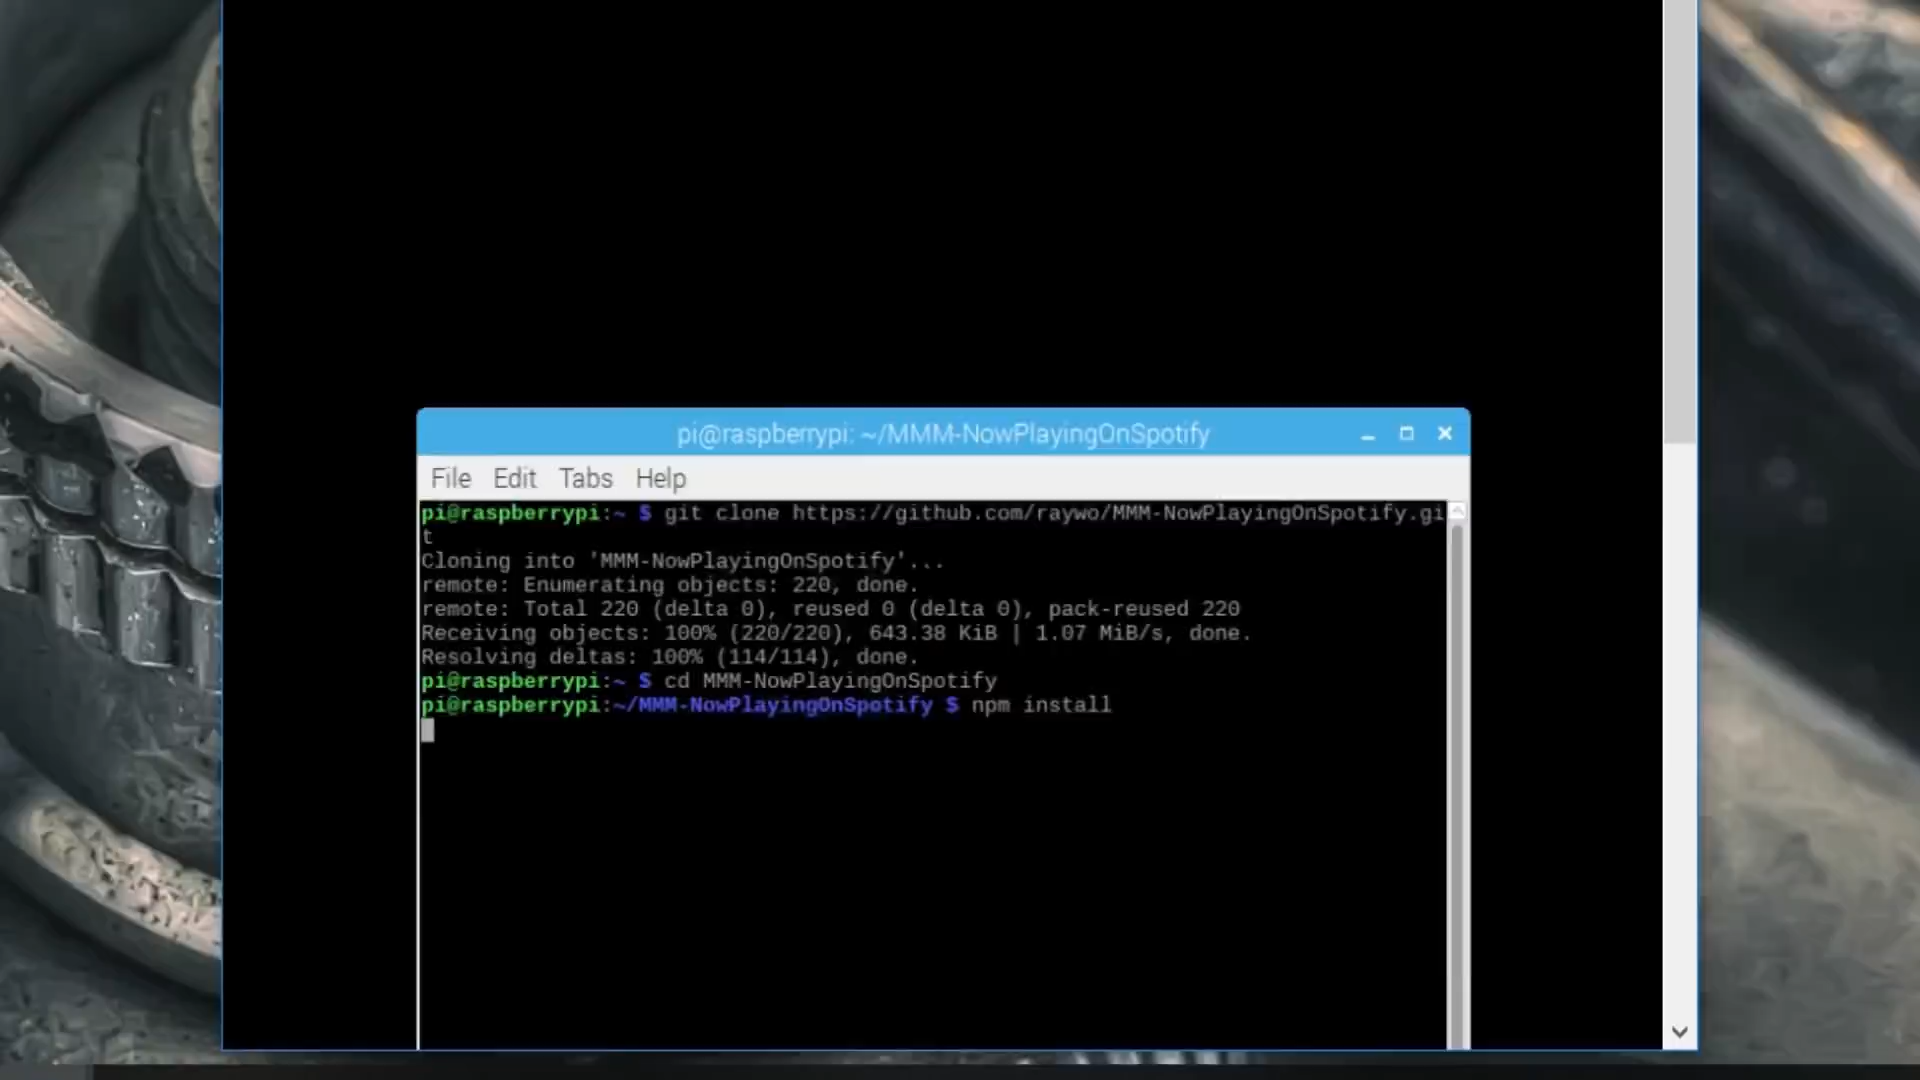 pi@raspberrypi: ~/MMM-NowPlayingOnSpotify
File Edit Tabs Help
pi@raspberrypi:~ $ git clone https://github.com/raywo/MMM-NowPlayingOnSpotify.gi
t
Cloning into 'MMM-NowPlayingOnSpotify'...
remote: Enumerating objects: 220, done.
remote: Total 220 (delta 0), reused 0 (delta 0), pack-reused 220
Receiving objects: 100% (220/220), 643.38 KiB | 1.07 MiB/s, done.
Resolving deltas: 100% (114/114), done.
pi@raspberrypi:~ $ cd MMM-NowPlayingOnSpotify
pi@raspberrypi:~/MMM-NowPlayingOnSpotify $ npm install